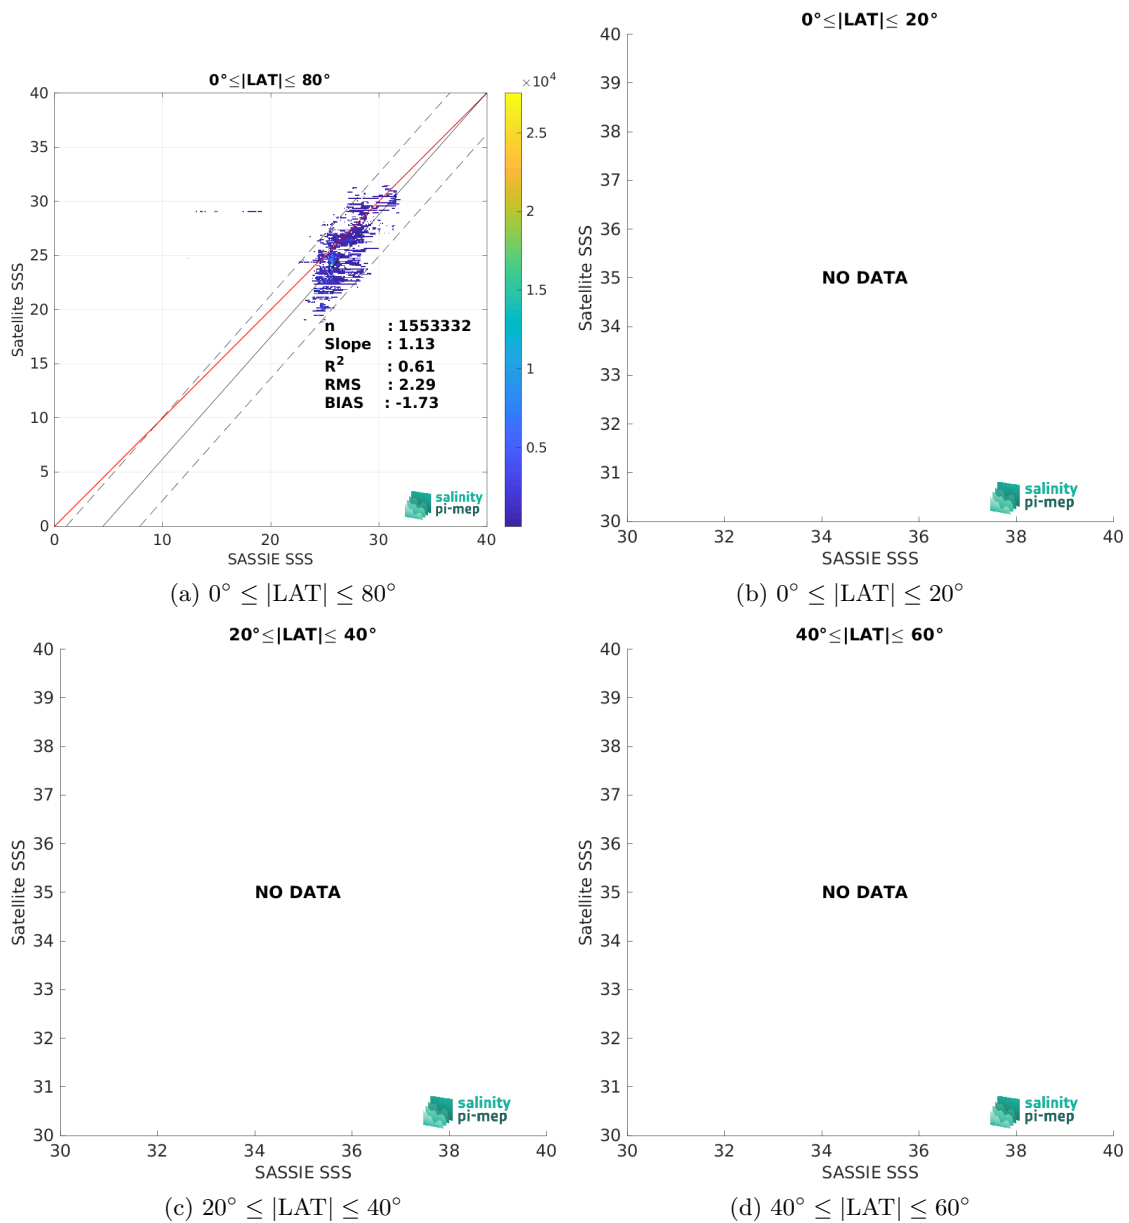 0°≤|LAT|≤ 80°
×10⁴
40
35
30
25
20
15
10
5
0
0
10
20
30
40
2.5
2
1.5
1
0.5
Satellite SSS
SASSIE SSS
n : 1553332
Slope : 1.13
R² : 0.61
RMS : 2.29
BIAS : -1.73
salinity
pi-mep
(a) 0° ≤ |LAT| ≤ 80°
0°≤|LAT|≤ 20°
40
39
38
37
36
35
34
33
32
31
30
30
32
34
36
38
40
Satellite SSS
SASSIE SSS
NO DATA
salinity
pi-mep
(b) 0° ≤ |LAT| ≤ 20°
20°≤|LAT|≤ 40°
40
39
38
37
36
35
34
33
32
31
30
30
32
34
36
38
40
Satellite SSS
SASSIE SSS
NO DATA
salinity
pi-mep
(c) 20° ≤ |LAT| ≤ 40°
40°≤|LAT|≤ 60°
40
39
38
37
36
35
34
33
32
31
30
30
32
34
36
38
40
Satellite SSS
SASSIE SSS
NO DATA
salinity
pi-mep
(d) 40° ≤ |LAT| ≤ 60°